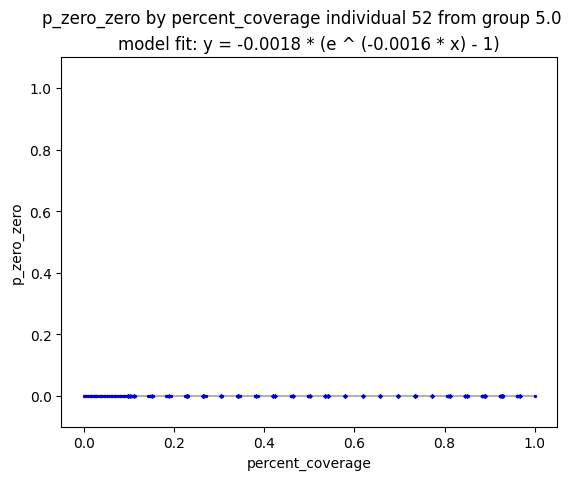 p_zero_zero by percent_coverage individual 52 from group 5.0
model fit: y = -0.0018 * (e ^ (-0.0016 * x) - 1)
1.0
0.8
0.6
0.4
0.2
0.0
p_zero_zero
0.0 0.2 0.4 0.6 0.8 1.0
percent_coverage